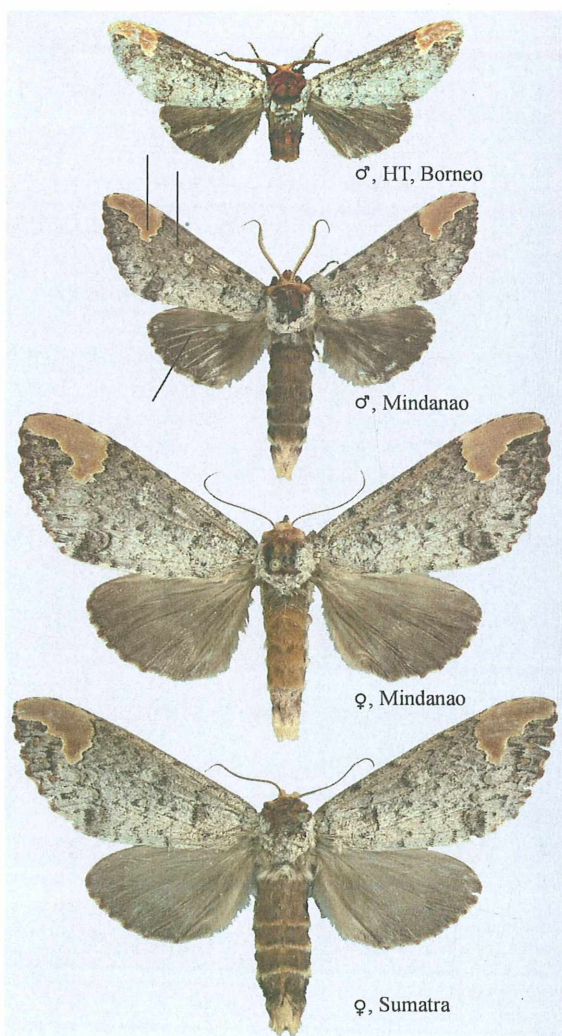 ♂, HT, Borneo
♂, Mindanao
♀, Mindanao
♀, Sumatra